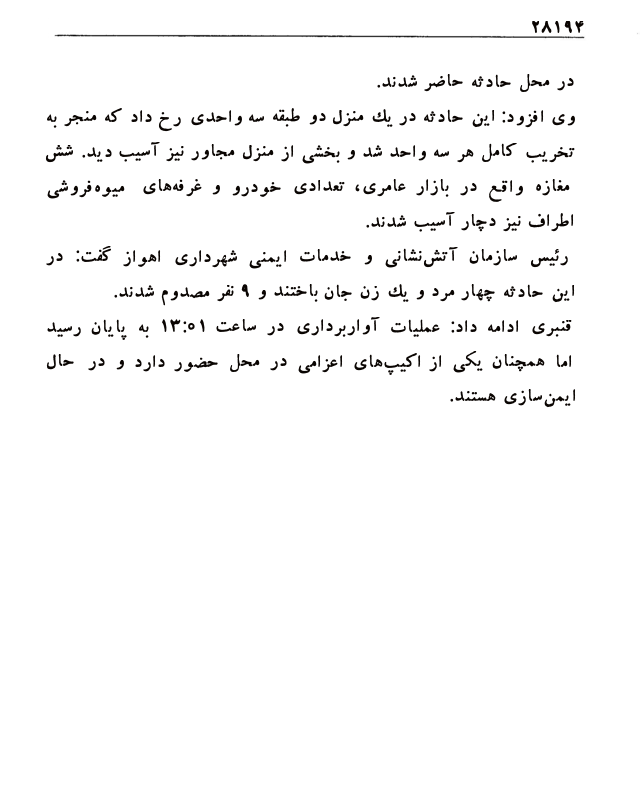 ۲۸۱۹۴
در محل حادثه حاضر شدند.
وی افزود: این حادثه در یك منزل دو طبقه سه واحدی رخ داد که منجر به
تخریب کامل هر سه واحد شد و بخشی از منزل مجاور نیز آسیب دید. شش
مغازه واقع در بازار عامری، تعدادی خودرو و غرفه‌های میوه‌فروشی
اطراف نیز دچار آسیب شدند.
رئیس سازمان آتش‌نشانی و خدمات ایمنی شهرداری اهواز گفت: در
این حادثه چهار مرد و یك زن جان باختند و ۹ نفر مصدوم شدند.
قنبری ادامه داد: عملیات آواربرداری در ساعت ۱۳:۵۱ به پایان رسید
اما همچنان یکی از اکیپ‌های اعزامی در محل حضور دارد و در حال
ایمن‌سازی هستند.